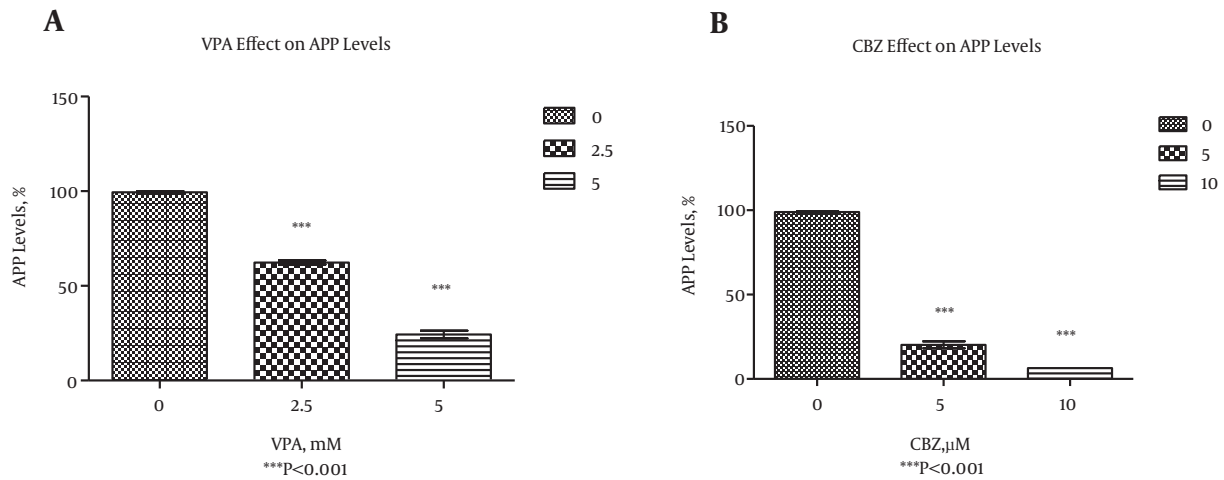 A
VPA Effect on APP Levels
150
100
50
0
APP Levels, %
0
2.5
5
***
***
0
2.5
5
VPA, mM
***P<0.001
B
CBZ Effect on APP Levels
150
100
50
0
APP Levels, %
0
5
10
***
***
0
5
10
CBZ,μM
***P<0.001